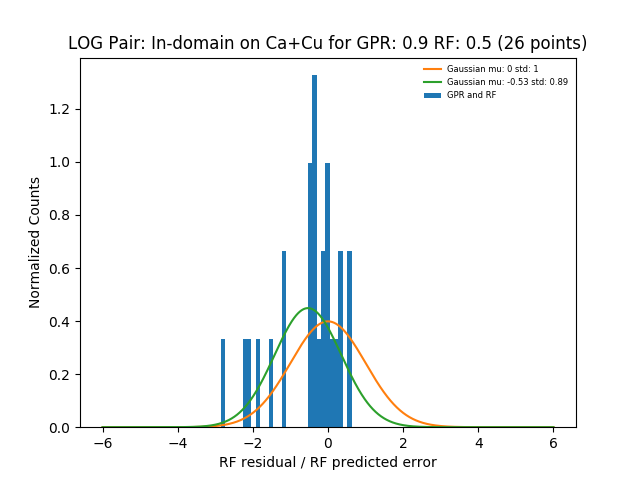 LOG Pair: In-domain on Ca+Cu for GPR: 0.9 RF: 0.5 (26 points)
Gaussian mu: 0 std: 1
Gaussian mu: -0.53 std: 0.89
GPR and RF
Normalized Counts
1.2
1.0
0.8
0.6
0.4
0.2
0.0
−6
−4
−2
0
2
4
6
RF residual / RF predicted error